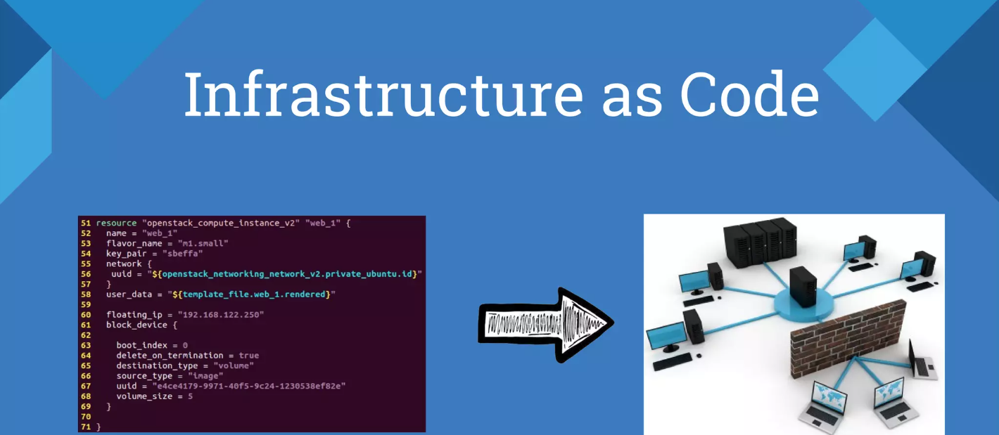 Infrastructure as Code
51 resource "openstack_compute_instance_v2" "web_1" {
52   name = "web_1"
53   flavor_name = "m1.small"
54   key_pair = "sbeffa"
55   network {
56    uuid = "${openstack_networking_network_v2.private_ubuntu.id}"
57   }
58   user_data = "${template_file.web_1.rendered}"
59
60   floating_ip = "192.168.122.250"
61   block_device {
62
63     boot_index = 0
64     delete_on_termination = true
65     destination_type = "volume"
66     source_type = "image"
67     uuid = "e4ce4179-9971-40f5-9c24-1230538ef82e"
68     volume_size = 5
69   }
70
71 }